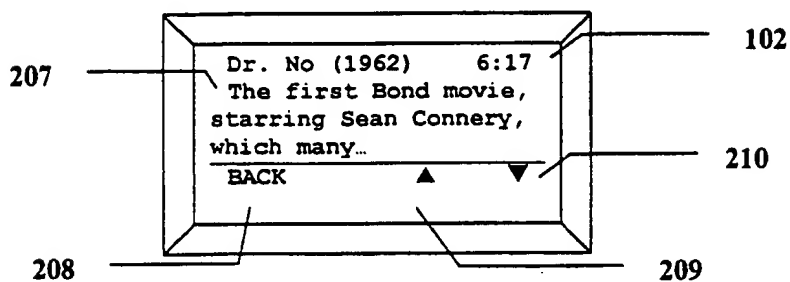 102
Dr. No (1962) 6:17
207
The first Bond movie,
starring Sean Connery,
which many…
210
BACK ▲ ▼
208
209